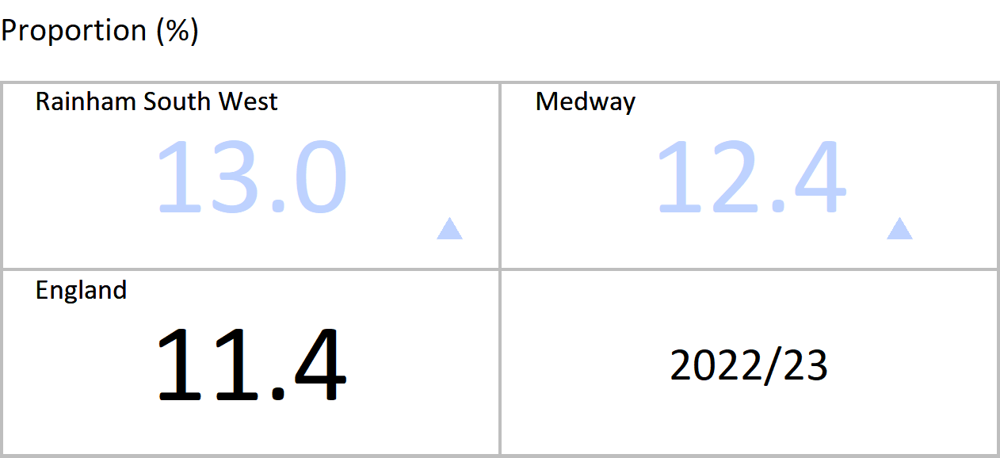 Proportion (%)
Rainham South West
13.0
Medway
12.4
England
11.4
2022/23